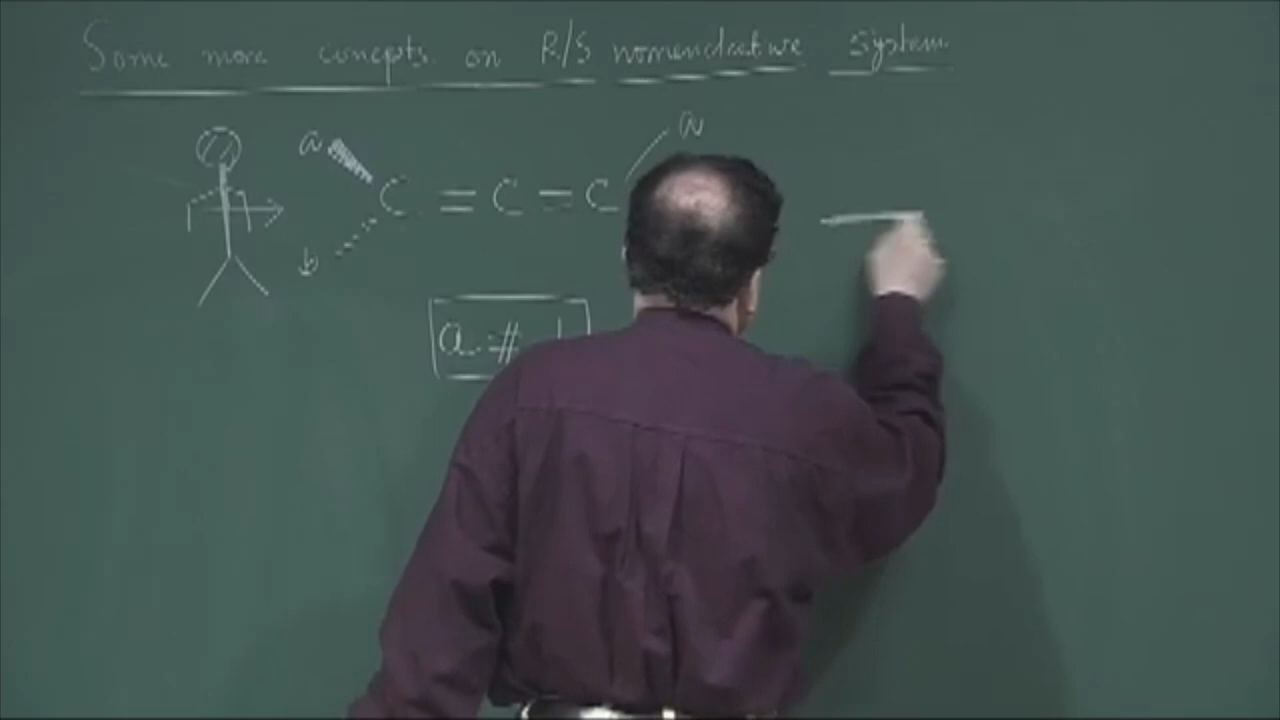 Some more concepts on R/S nomenclature system
a a
C = C = C
b
a ≠